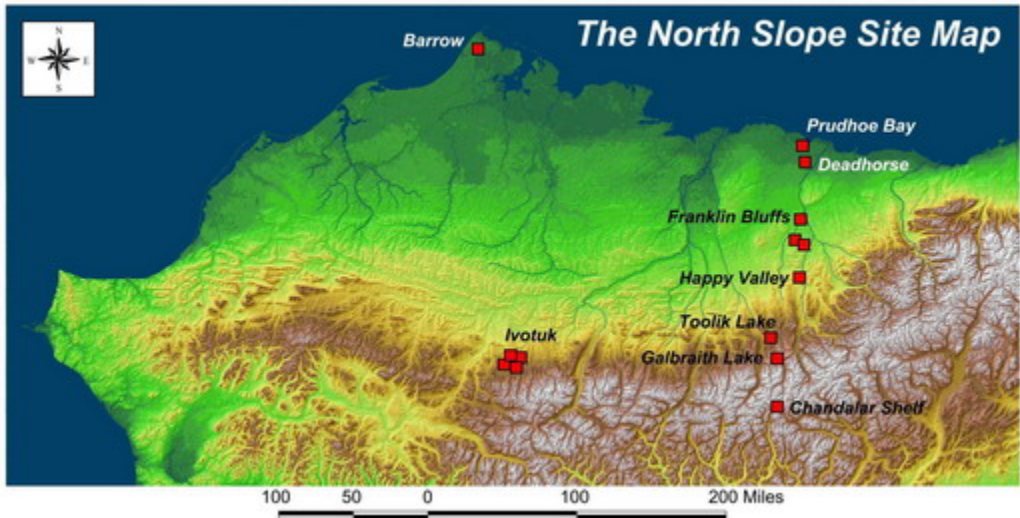 The North Slope Site Map
N
W E
S
Barrow
Prudhoe Bay
Deadhorse
Franklin Bluffs
Happy Valley
Toolik Lake
Ivotuk
Galbraith Lake
Chandalar Shelf
100 50 0 100 200 Miles